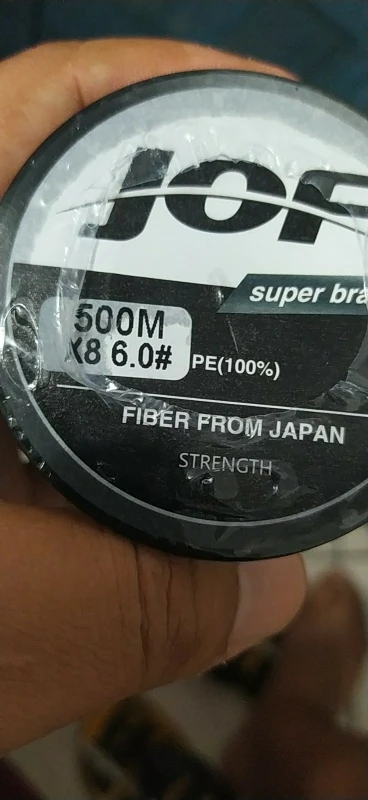 JOF
super bra
500M
X8 6.0#
PE(100%)
FIBER FROM JAPAN
STRENGTH